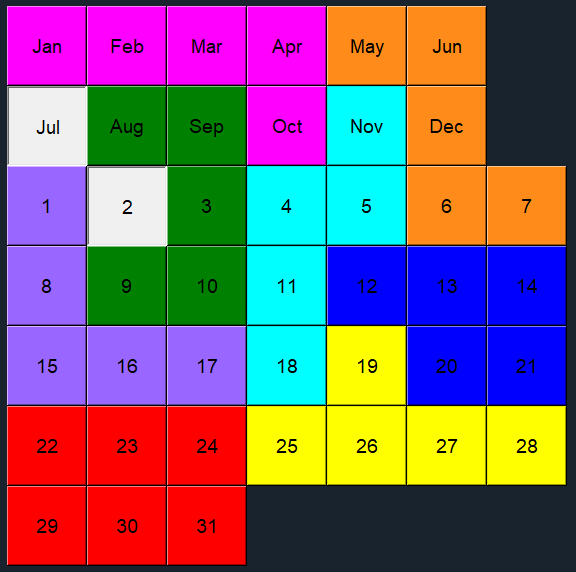 Jan Feb Mar Apr May Jun
Jul Aug Sep Oct Nov Dec
1 2 3 4 5 6 7
8 9 10 11 12 13 14
15 16 17 18 19 20 21
22 23 24 25 26 27 28
29 30 31